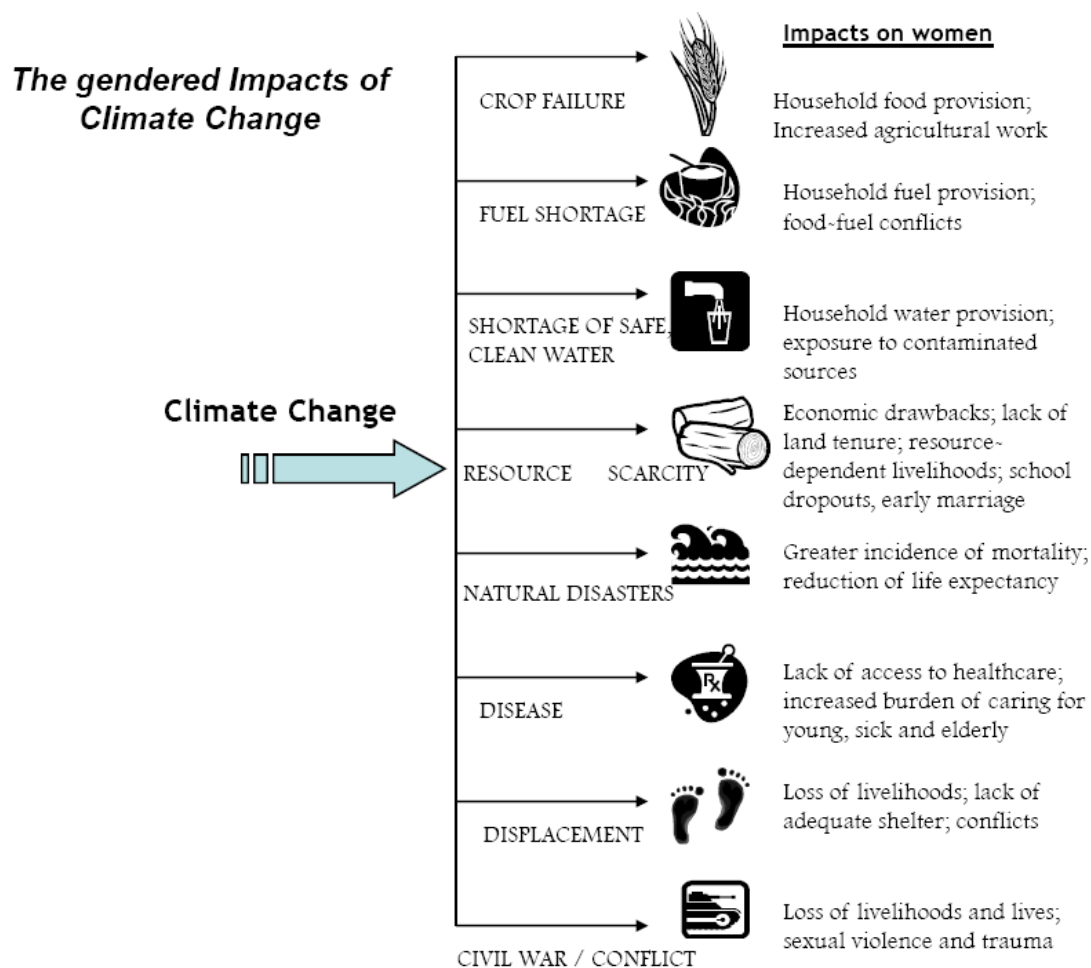 The gendered Impacts of
Climate Change
Impacts on women
CROP FAILURE
Household food provision;
Increased agricultural work
FUEL SHORTAGE
Household fuel provision;
food-fuel conflicts
SHORTAGE OF SAFE,
CLEAN WATER
Household water provision;
exposure to contaminated
sources
Climate Change
RESOURCE SCARCITY
Economic drawbacks; lack of
land tenure; resource-
dependent livelihoods; school
dropouts, early marriage
NATURAL DISASTERS
Greater incidence of mortality;
reduction of life expectancy
Rx
DISEASE
Lack of access to healthcare;
increased burden of caring for
young, sick and elderly
DISPLACEMENT
Loss of livelihoods; lack of
adequate shelter; conflicts
CIVIL WAR / CONFLICT
Loss of livelihoods and lives;
sexual violence and trauma